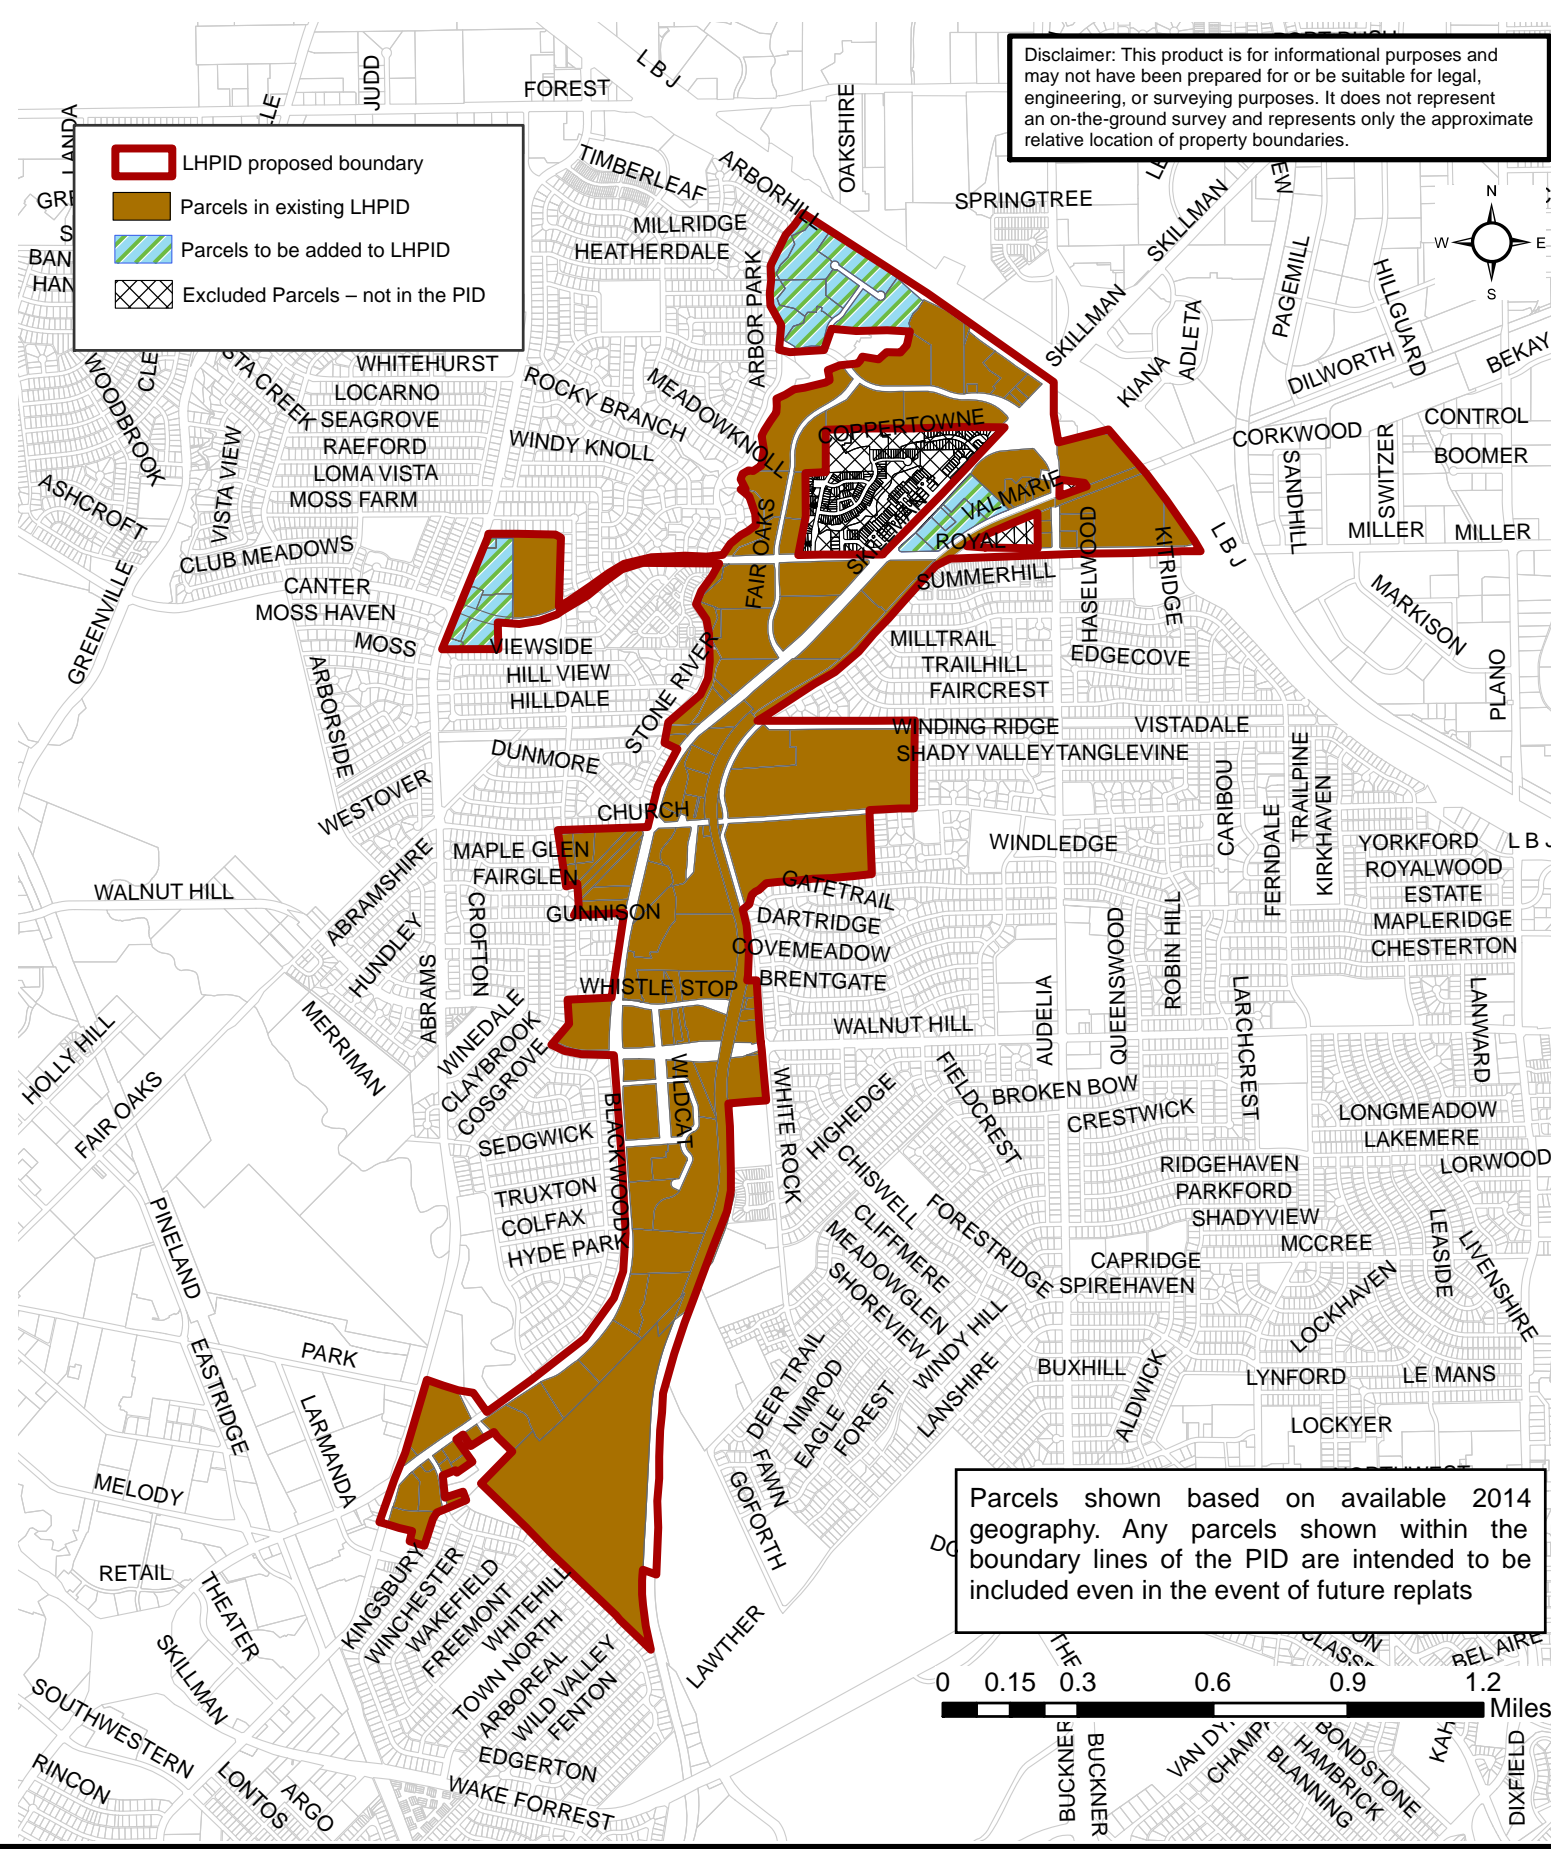 Disclaimer: This product is for informational purposes and
may not have been prepared for or be suitable for legal,
engineering, or surveying purposes. It does not represent
an on-the-ground survey and represents only the approximate
relative location of property boundaries.
LHPID proposed boundary
Parcels in existing LHPID
Parcels to be added to LHPID
Excluded Parcels – not in the PID
N
W
E
S
L B J
JUDD
FOREST
LANDA
OAKSHIRE
TIMBERLEAF
ARBORHILL
SPRINGTREE
SKILLMAN
MILLRIDGE
HEATHERDALE
ARBOR PARK
PAGEMILL
HILLGUARD
SKILLMAN
ADLETA
KIANA
DILWORTH
BEKAY
WHITEHURST
LOCARNO
SEAGROVE
RAEFORD
LOMA VISTA
MOSS FARM
WOODBROOK
VISTA VIEW
ROCKY BRANCH
MEADOWKNOLL
WINDY KNOLL
COPPERTOWNE
CONTROL
CORKWOOD
BOOMER
SWITZER
SANDHILL
MILLER
MILLER
ASHCROFT
CLUB MEADOWS
CANTER
MOSS HAVEN
MOSS
GREENVILLE
FAIR OAKS
SKILLMAN
VALMARIE
ROYAL
SUMMERHILL
CHASELWOOD
KITRIDGE
L B J
MARKISON
PLANO
VIEWSIDE
HILL VIEW
HILLDALE
STONE RIVER
MILLTRAIL
TRAILHILL
FAIRCREST
EDGECOVE
ARBORSIDE
DUNMORE
WINDING RIDGE
VISTADALE
SHADY VALLEY
TANGLEVINE
WESTOVER
CHURCH
WINDLEDGE
CARIBOU
FERNDALE
TRAILPINE
KIRKHAVEN
YORKFORD
ROYALWOOD
ESTATE
MAPLERIDGE
CHESTERTON
MAPLE GLEN
FAIRGLEN
GUNNISON
ABRAMSHIRE
WALNUT HILL
HUNDLEY
CROFTON
ABRAMS
GATETRAIL
DARTRIDGE
COVEMEADOW
BRENTGATE
WHISTLE STOP
WALNUT HILL
AUDELIA
QUEENSWOOD
ROBIN HILL
LARCHCREST
LANWARD
MERRIMAN
WINEDALE
CLAYBROOK
COSGROVE
HOLLY HILL
FAIR OAKS
WILDCAT
BLACKWOOD
WHITE ROCK
HIGHEDGE
FIELDCREST
BROKEN BOW
CRESTWICK
LONGMEADOW
LAKEMERE
LORWOOD
SEDGWICK
TRUXTON
COLFAX
HYDE PARK
CHISWELL
CLIFFMERE
MEADOWGLEN
SHOREVIEW
FORESTRIDGE
RIDGEHAVEN
PARKFORD
SHADYVIEW
MCCREE
CAPRIDGE
SPIREHAVEN
LEASIDE
LIVENSHIRE
LOCKHAVEN
PINELAND
EASTRIDGE
PARK
LARMANDA
MELODY
RETAIL
THEATER
WINDY HILL
LANSHIRE
DEER TRAIL
NIMROD
EAGLE
FOREST
FAWN
GOFORTH
BUXHILL
ALDWICK
LYNFORD
LE MANS
LOCKYER
Parcels shown based on available 2014
geography. Any parcels shown within the
boundary lines of the PID are intended to be
included even in the event of future replats
KINGSBURY
WINCHESTER
WAKEFIELD
FREEMONT
WHITEHILL
TOWN NORTH
ARBOREAL
WILD VALLEY
FENTON
LAWTHER
SKILLMAN
SOUTHWESTERN
RINCON
LONTOS
ARGO
EDGERTON
WAKE FORREST
BEL AIRE
0 0.15 0.3 0.6 0.9 1.2
Miles
BUCKNER
BUCKNER
BONDSTONE
HAMBRICK
BLANNING
DIXFIELD